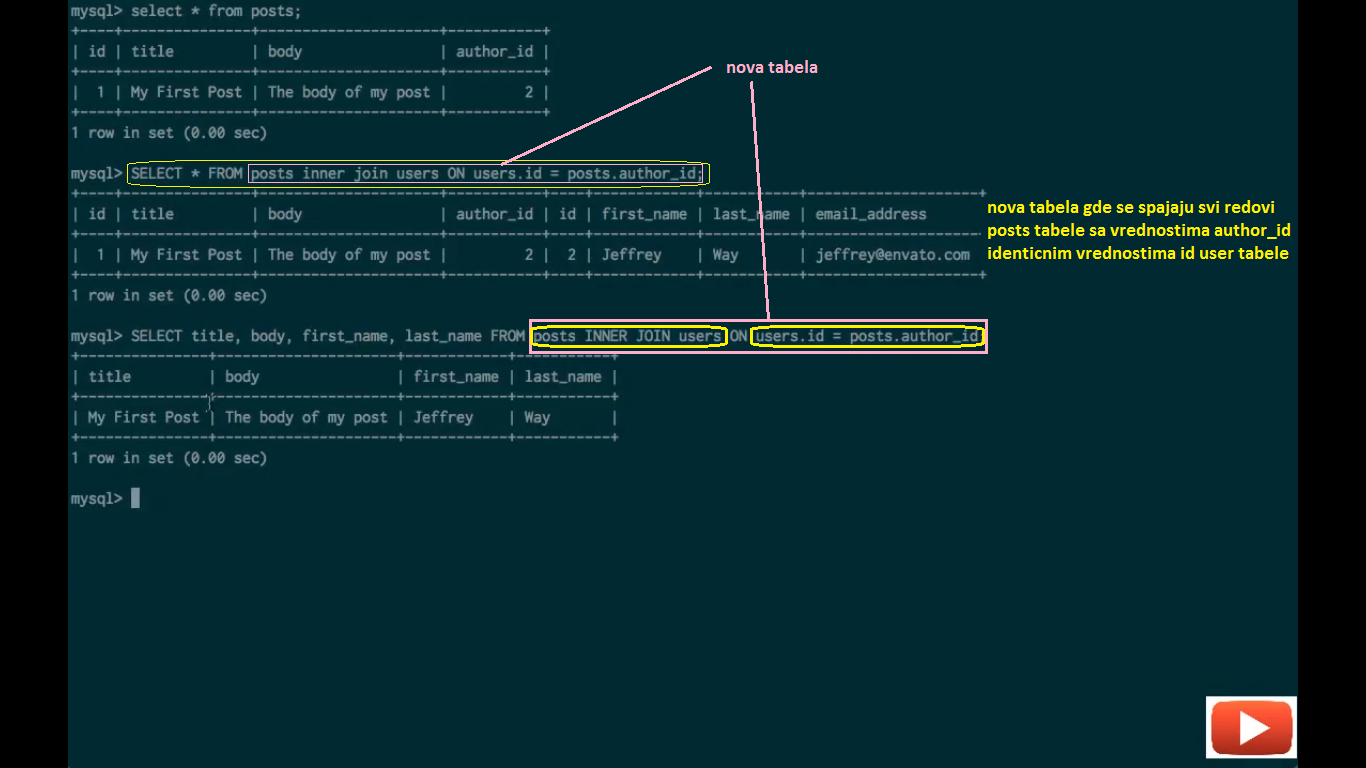 mysql> select * from posts;
+----+---------------+----------------------+-----------+
| id | title         | body                 | author_id |
+----+---------------+----------------------+-----------+
nova tabela
|  1 | My First Post | The body of my post |         2 |
+----+---------------+----------------------+-----------+
1 row in set (0.00 sec)
mysql> SELECT * FROM posts inner join users ON users.id = posts.author_id;
+----+---------------+---------------------+-----------+----+------------+-----------+--------------------+
| id | title         | body                | author_id | id | first_name | last_name | email_address
+----+---------------+---------------------+-----------+----+------------+-----------+--------------------+
|  1 | My First Post | The body of my post |         2 |  2 | Jeffrey    | Way       | jeffrey@envato.com
+----+---------------+---------------------+-----------+----+------------+-----------+--------------------+
nova tabela gde se spajaju svi redovi
posts tabele sa vrednostima author_id
identicnim vrednostima id user tabele
1 row in set (0.00 sec)
mysql> SELECT title, body, first_name, last_name FROM posts INNER JOIN users ON users.id = posts.author_id
+---------------+---------------------+------------+-----------+
| title         | body                | first_name | last_name |
+---------------+---------------------+------------+-----------+
| My First Post | The body of my post | Jeffrey    | Way       |
+---------------+---------------------+------------+-----------+
1 row in set (0.00 sec)
mysql>